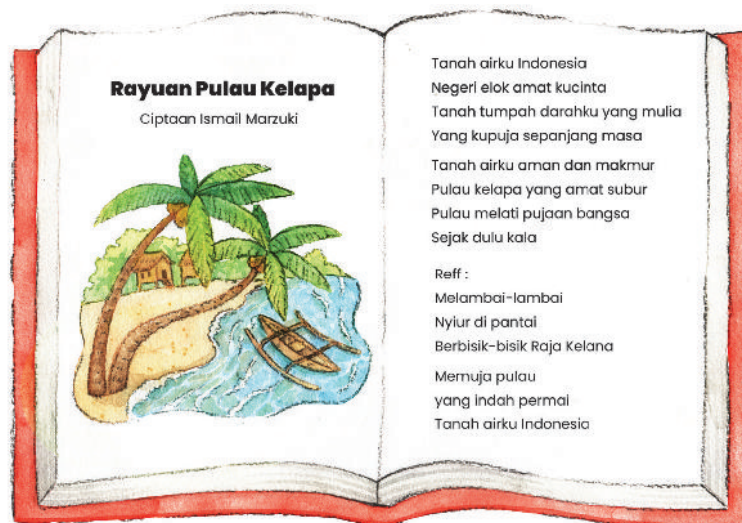 Rayuan Pulau Kelapa
Ciptaan Ismail Marzuki
Tanah airku Indonesia
Negeri elok amat kucinta
Tanah tumpah darahku yang mulia
Yang kupuja sepanjang masa
Tanah airku aman dan makmur
Pulau kelapa yang amat subur
Pulau melati pujaan bangsa
Sejak dulu kala
Reff :
Melambai-lambai
Nyiur di pantai
Berbisik-bisik Raja Kelana
Memuja pulau
yang indah permai
Tanah airku Indonesia